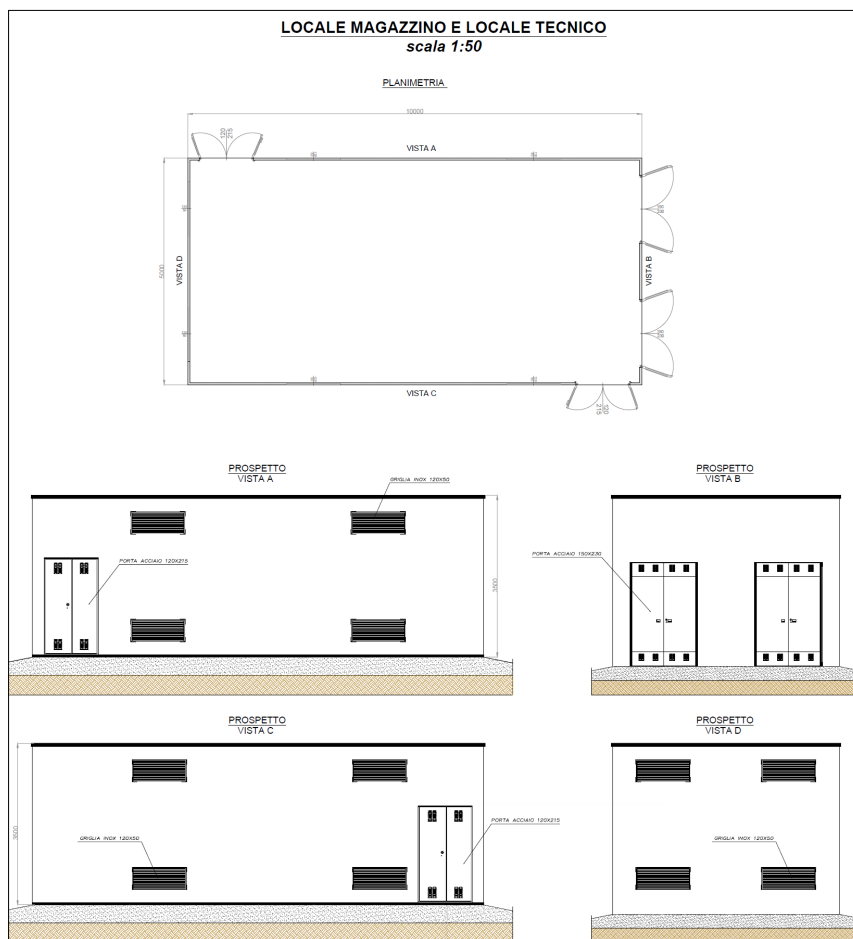 LOCALE MAGAZZINO E LOCALE TECNICO
scala 1:50
PLANIMETRIA
10000
120
215
VISTA A
5000
VISTA D
VISTA B
VISTA C
120
215
PROSPETTO
VISTA A
GRIGLIA INOX 120X50
PORTA ACCIAIO 120X215
3500
PROSPETTO
VISTA B
PORTA ACCIAIO 150X230
PROSPETTO
VISTA C
3500
GRIGLIA INOX 120X50
PORTA ACCIAIO 120X215
PROSPETTO
VISTA D
GRIGLIA INOX 120X50